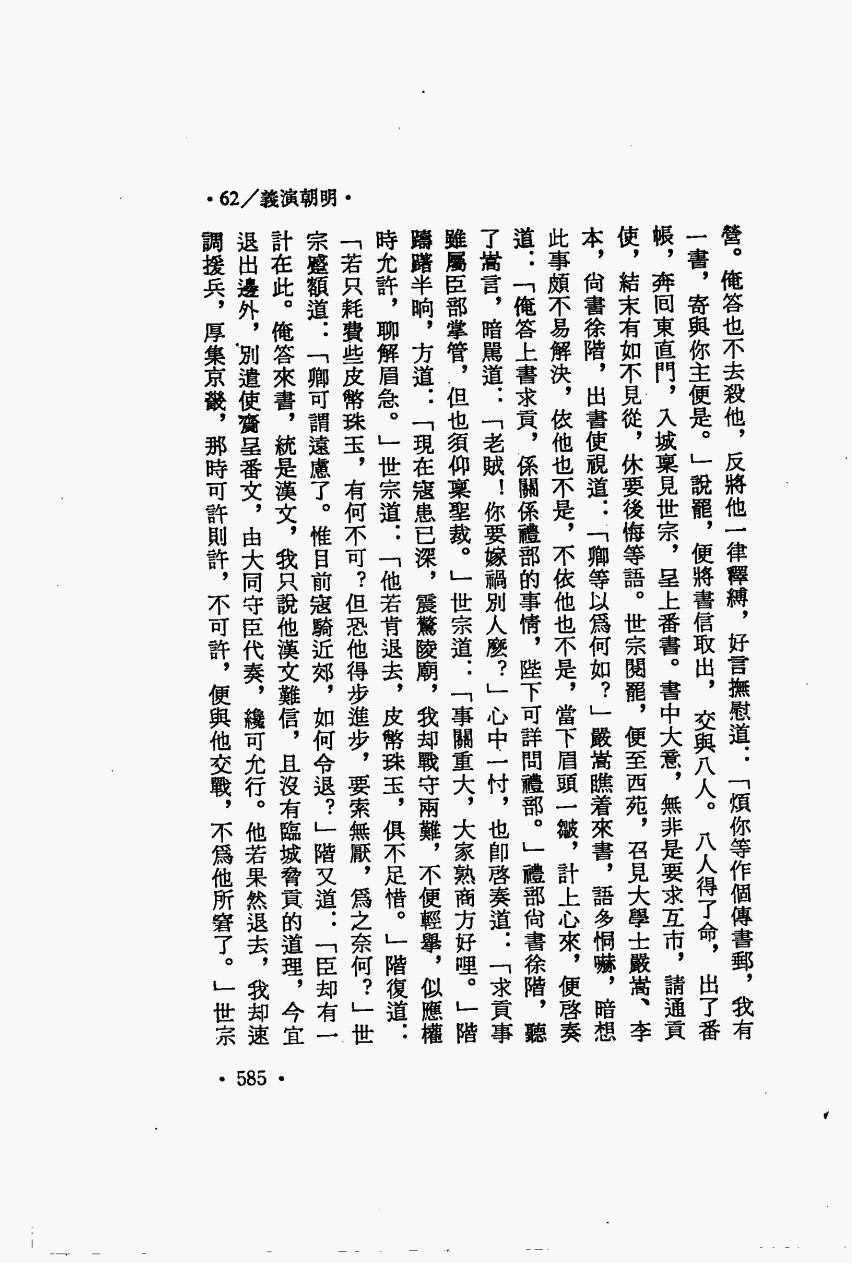 •62／義演朝明•
營。俺答也不去殺他，反將他一律釋縛，好言撫慰道：「煩你等作個傳書郵，我有
一書，寄與你主便是。」說罷，便將書信取出，交與八人。八人得了命，出了番
帳，奔回東直門，入城稟見世宗，呈上番書。書中大意，無非是要求互市，請通貢
使，結末有如不見從，休要後悔等語。世宗閱罷，便至西苑，召見大學士嚴嵩、李
本，尙書徐階，出書使視道：「卿等以爲何如？」嚴嵩瞧着來書，語多恫嚇，暗想
此事頗不易解決，依他也不是，不依他也不是，當下眉頭一皺，計上心來，便啓奏
道：「俺答上書求貢，係關係禮部的事情，陛下可詳問禮部。」禮部尙書徐階，聽
了嵩言，暗罵道：「老賊！你要嫁禍別人麽？」心中一忖，也卽啓奏道：「求貢事
雖屬臣部掌管，但也須仰稟聖裁。」世宗道：「事關重大，大家熟商方好哩。」階
躊躇半晌，方道：「現在寇患已深，震驚陵廟，我却戰守兩難，不便輕舉，似應權
時允許，聊解眉急。」世宗道：「他若肯退去，皮幣珠玉，俱不足惜。」階復道：
「若只耗費些皮幣珠玉，有何不可？但恐他得步進步，要索無厭，爲之奈何？」世
宗蹙額道：「卿可謂遠慮了。惟目前寇騎近郊，如何令退？」階又道：「臣却有一
計在此。俺答來書，統是漢文，我只說他漢文難信，且沒有臨城脅貢的道理，今宜
退出邊外，別遣使齎呈番文，由大同守臣代奏，纔可允行。他若果然退去，我却速
調援兵，厚集京畿，那時可許則許，不可許，便與他交戰，不爲他所窘了。」世宗
•585•